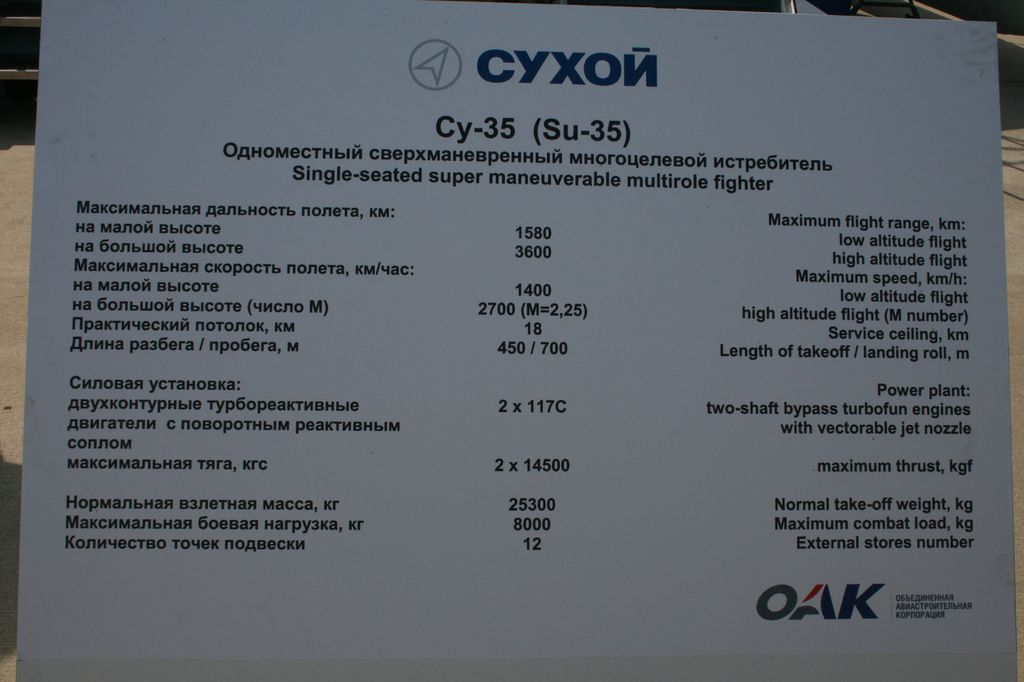 СУХОЙ
Су-35 (Su-35)
Одноместный сверхманевренный многоцелевой истребитель
Single-seated super maneuverable multirole fighter
Максимальная дальность полета, км: Maximum flight range, km:
на малой высоте 1580 low altitude flight
на большой высоте 3600 high altitude flight
Максимальная скорость полета, км/час: Maximum speed, km/h:
на малой высоте 1400 low altitude flight
на большой высоте (число М) 2700 (М=2,25) high altitude flight (M number)
Практический потолок, км 18 Service ceiling, km
Длина разбега / пробега, м 450 / 700 Length of takeoff / landing roll, m
Силовая установка: Power plant:
двухконтурные турбореактивные 2 x 117С two-shaft bypass turbofun engines
двигатели с поворотным реактивным with vectorable jet nozzle
соплом
максимальная тяга, кгс 2 x 14500 maximum thrust, kgf
Нормальная взлетная масса, кг 25300 Normal take-off weight, kg
Максимальная боевая нагрузка, кг 8000 Maximum combat load, kg
Количество точек подвески 12 External stores number
ОАК
ОБЪЕДИНЕННАЯ
АВИАСТРОИТЕЛЬНАЯ
КОРПОРАЦИЯ